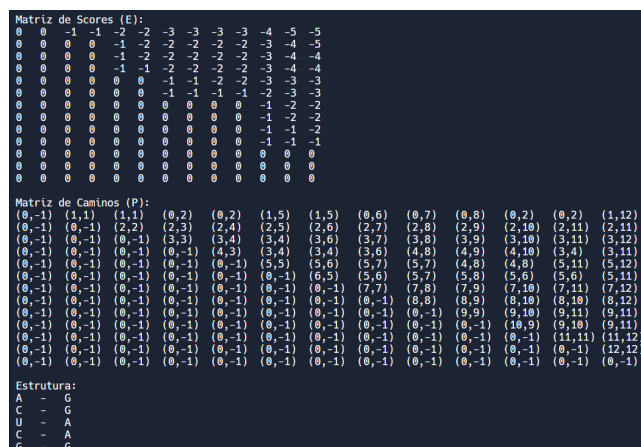 Matriz de Scores (E):
0 0 -1 -1 -2 -2 -3 -3 -3 -3 -4 -5 -5
0 0 0 0 -1 -2 -2 -2 -2 -2 -3 -4 -4
0 0 0 0 -1 -2 -2 -2 -2 -2 -3 -4 -4
0 0 0 0 -1 -1 -2 -2 -2 -2 -3 -4 -4
0 0 0 0 0 0 -1 -1 -2 -2 -3 -3 -3
0 0 0 0 0 0 -1 -1 -1 -1 -2 -3 -3
0 0 0 0 0 0 0 0 0 0 -1 -2 -2
0 0 0 0 0 0 0 0 0 0 -1 -2 -2
0 0 0 0 0 0 0 0 0 0 -1 -1 -2
0 0 0 0 0 0 0 0 0 0 -1 -1 -1
0 0 0 0 0 0 0 0 0 0 0 0 0
0 0 0 0 0 0 0 0 0 0 0 0 0
0 0 0 0 0 0 0 0 0 0 0 0 0
Matriz de Caminos (P):
(0,-1) (1,1) (1,1) (0,2) (0,2) (1,5) (1,5) (0,6) (0,7) (0,8) (0,2) (0,2) (1,12)
(0,-1) (0,-1) (2,2) (2,3) (2,4) (2,5) (2,6) (2,7) (2,8) (2,9) (2,10) (2,11) (2,11)
(0,-1) (0,-1) (0,-1) (3,3) (3,4) (3,4) (3,6) (3,7) (3,8) (3,9) (3,10) (3,11) (3,12)
(0,-1) (0,-1) (0,-1) (0,-1) (4,3) (3,4) (3,6) (3,6) (4,8) (4,9) (4,10) (3,4) (3,11)
(0,-1) (0,-1) (0,-1) (0,-1) (0,-1) (5,5) (5,6) (5,7) (5,7) (4,8) (4,8) (5,11) (5,12)
(0,-1) (0,-1) (0,-1) (0,-1) (0,-1) (0,-1) (6,5) (5,6) (5,7) (5,8) (5,6) (5,6) (5,12)
(0,-1) (0,-1) (0,-1) (0,-1) (0,-1) (0,-1) (0,-1) (7,7) (7,8) (7,9) (7,10) (7,11) (7,12)
(0,-1) (0,-1) (0,-1) (0,-1) (0,-1) (0,-1) (0,-1) (0,-1) (8,8) (8,9) (8,10) (8,10) (8,12)
(0,-1) (0,-1) (0,-1) (0,-1) (0,-1) (0,-1) (0,-1) (0,-1) (0,-1) (9,9) (9,10) (9,11) (9,11)
(0,-1) (0,-1) (0,-1) (0,-1) (0,-1) (0,-1) (0,-1) (0,-1) (0,-1) (0,-1) (10,9) (9,10) (9,11)
(0,-1) (0,-1) (0,-1) (0,-1) (0,-1) (0,-1) (0,-1) (0,-1) (0,-1) (0,-1) (0,-1) (11,11) (11,12)
(0,-1) (0,-1) (0,-1) (0,-1) (0,-1) (0,-1) (0,-1) (0,-1) (0,-1) (0,-1) (0,-1) (0,-1) (12,12)
(0,-1) (0,-1) (0,-1) (0,-1) (0,-1) (0,-1) (0,-1) (0,-1) (0,-1) (0,-1) (0,-1) (0,-1) (0,-1)
Estrutura:
A - G
C - G
U - A
C - A
G - G